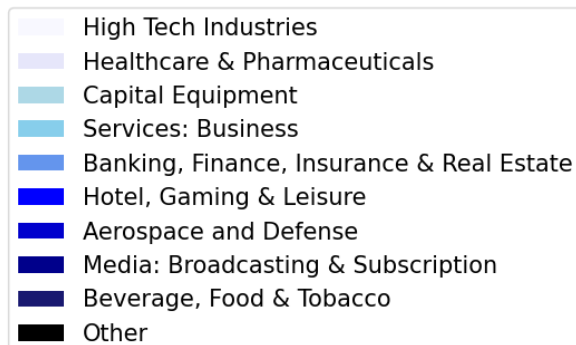 High Tech Industries
Healthcare & Pharmaceuticals
Capital Equipment
Services: Business
Banking, Finance, Insurance & Real Estate
Hotel, Gaming & Leisure
Aerospace and Defense
Media: Broadcasting & Subscription
Beverage, Food & Tobacco
Other